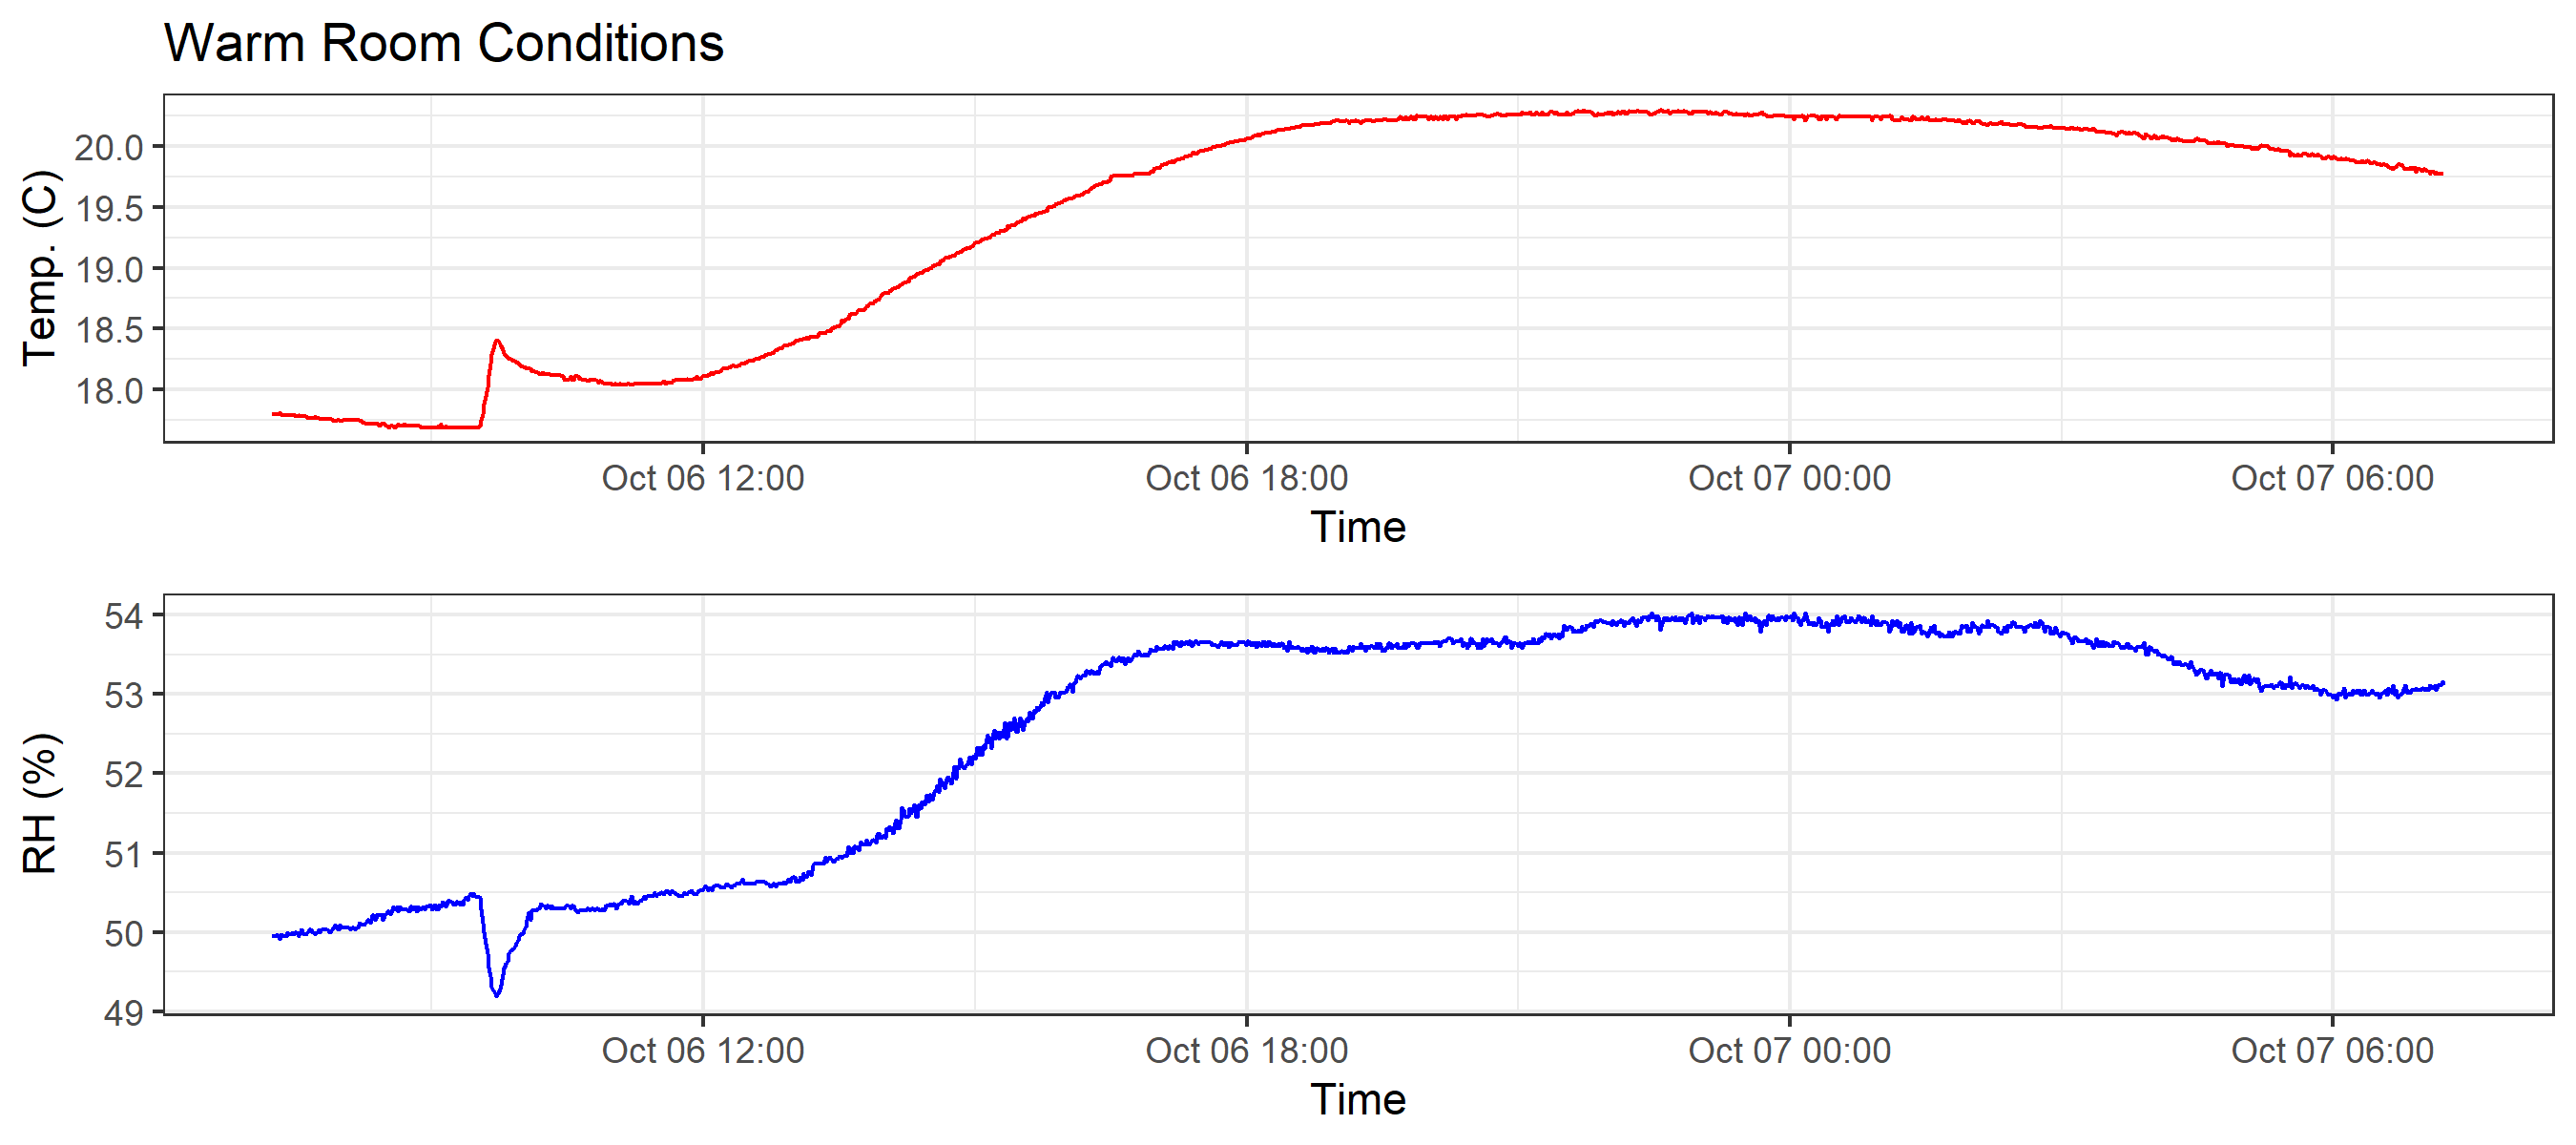 Warm Room Conditions
Temp. (C)
20.0
19.5
19.0
18.5
18.0
Oct 06 12:00 Oct 06 18:00 Oct 07 00:00 Oct 07 06:00
Time
RH (%)
54
53
52
51
50
49
Oct 06 12:00 Oct 06 18:00 Oct 07 00:00 Oct 07 06:00
Time